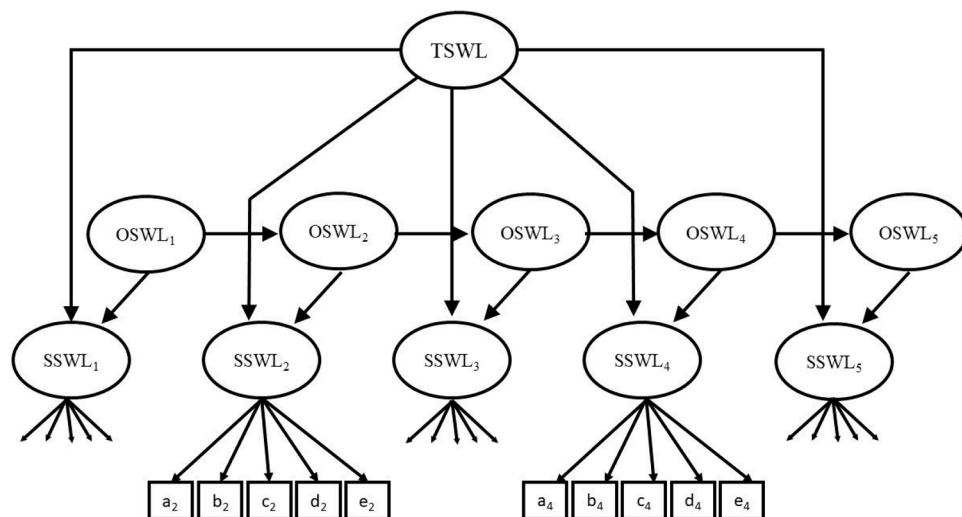 TSWL
OSWL₁ OSWL₂ OSWL₃ OSWL₄ OSWL₅
SSWL₁ SSWL₂ SSWL₃ SSWL₄ SSWL₅
a₂ b₂ c₂ d₂ e₂ a₄ b₄ c₄ d₄ e₄